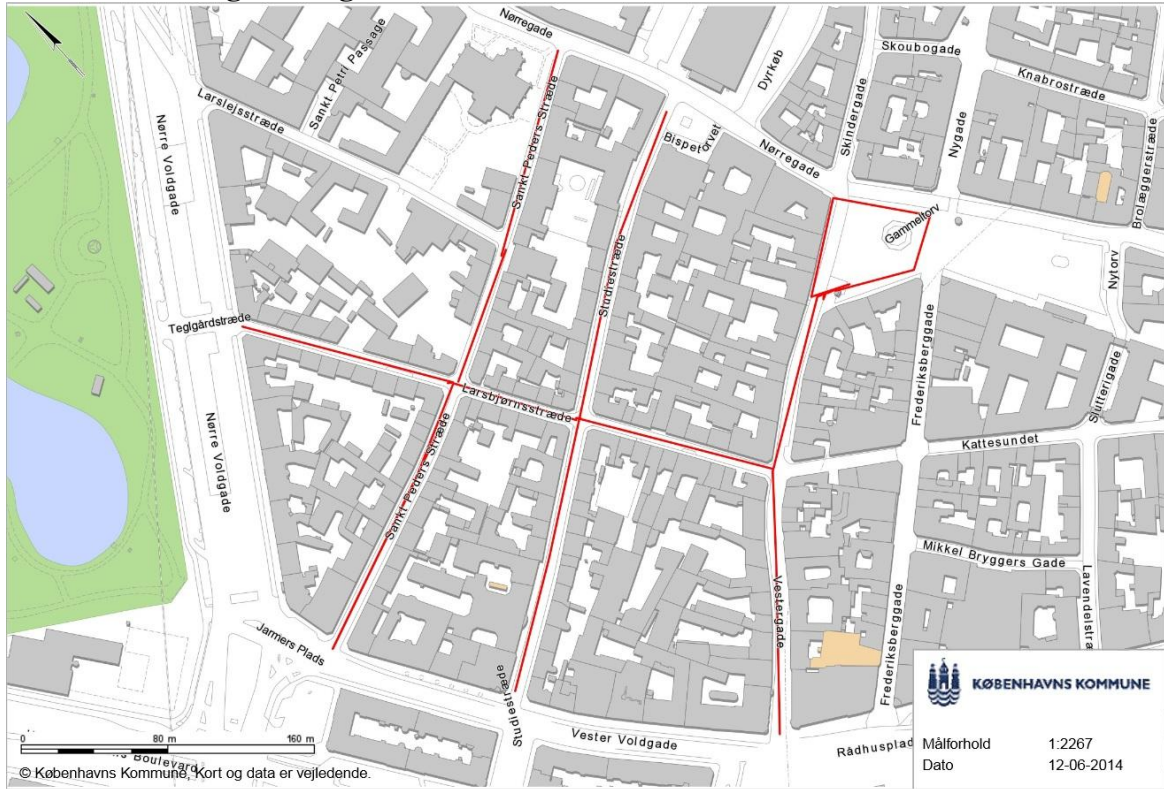 Nørregade
Skoubogade
Sankt Petri Passage
Dyrkøb
Knabrostræde
Larslejsstræde
Nørre Voldgade
Sankt Peders Stræde
Bispetorvet
Nørregade
Skindergade
Nygade
Brolæggerstræde
Gammeltorv
Nytorv
Studiestræde
Teglgårdstræde
Larsbjørnsstræde
Frederiksberggade
Slutterigade
Kattesundet
Nørre Voldgade
Sankt Peders Stræde
Mikkel Bryggers Gade
Vestergade
Lavendelstræ
Frederiksberggade
Jarmers Plads
Studiestræde
Vester Voldgade
Rådhusplad
KØBENHAVNS KOMMUNE
Målforhold 1:2267
Dato 12-06-2014
0 80 m 160 m
Boulevard
© Københavns Kommune, Kort og data er vejledende.